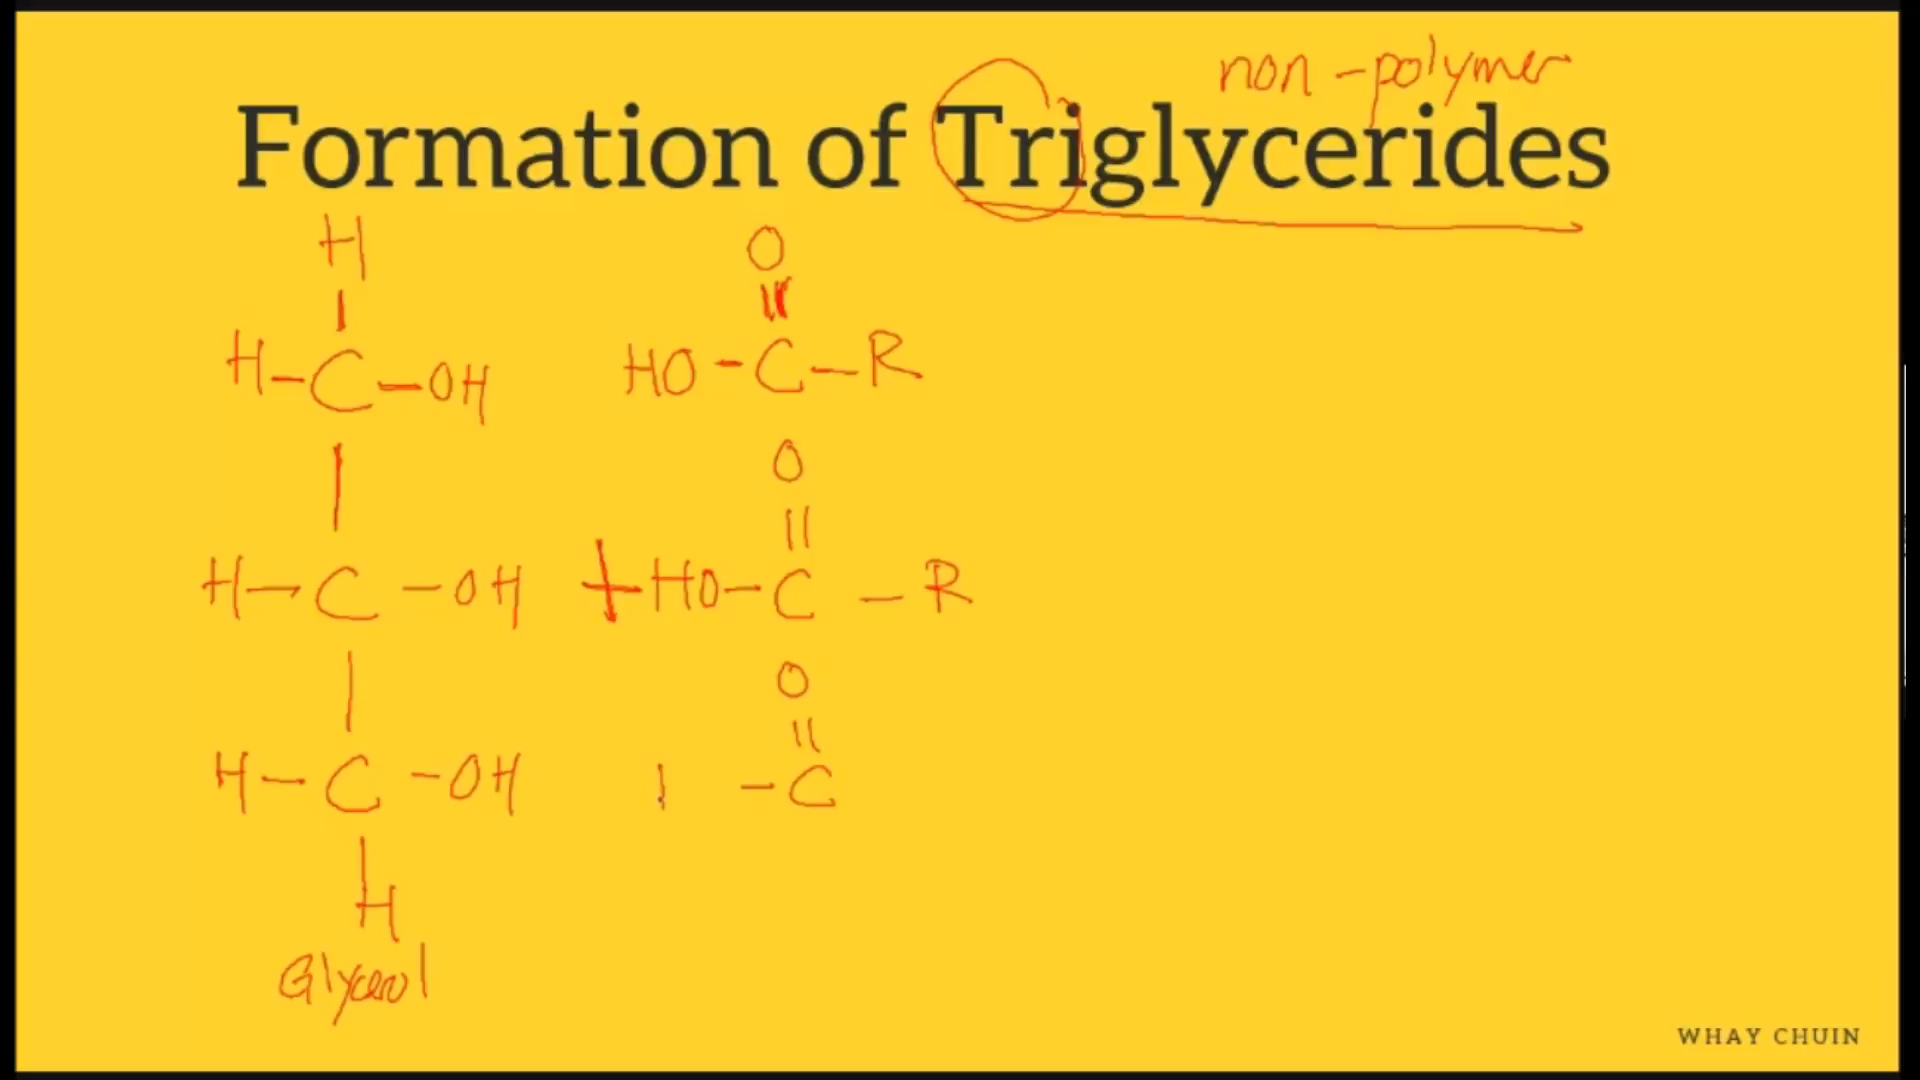 non-polymer
Formation of Triglycerides
H O
H-C-OH HO-C-R
O
H-C-OH + HO-C-R
O
H-C-OH -C
H
Glycerol
WHAY CHUIN